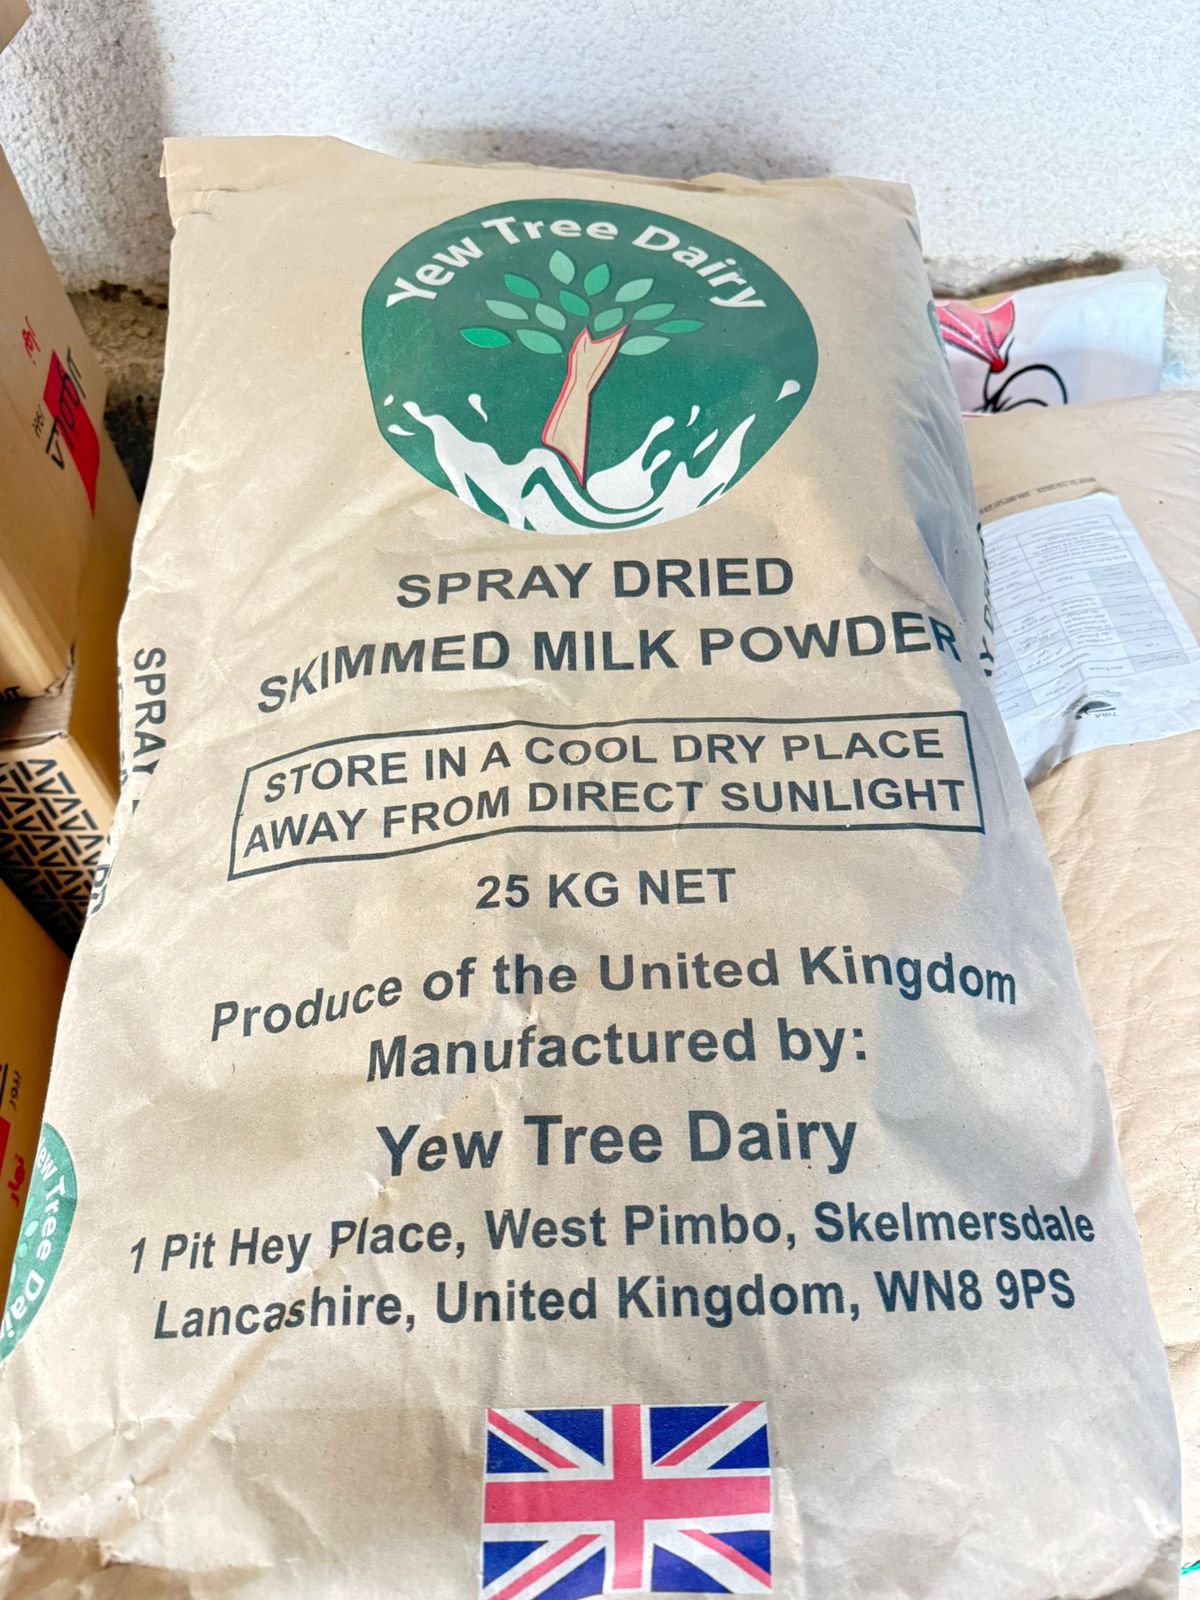 Yew Tree Dairy
SPRAY DRIED
SKIMMED MILK POWDER
STORE IN A COOL DRY PLACE
AWAY FROM DIRECT SUNLIGHT
25 KG NET
Produce of the United Kingdom
Manufactured by:
Yew Tree Dairy
1 Pit Hey Place, West Pimbo, Skelmersdale
Lancashire, United Kingdom, WN8 9PS
SPRAY
TIBA